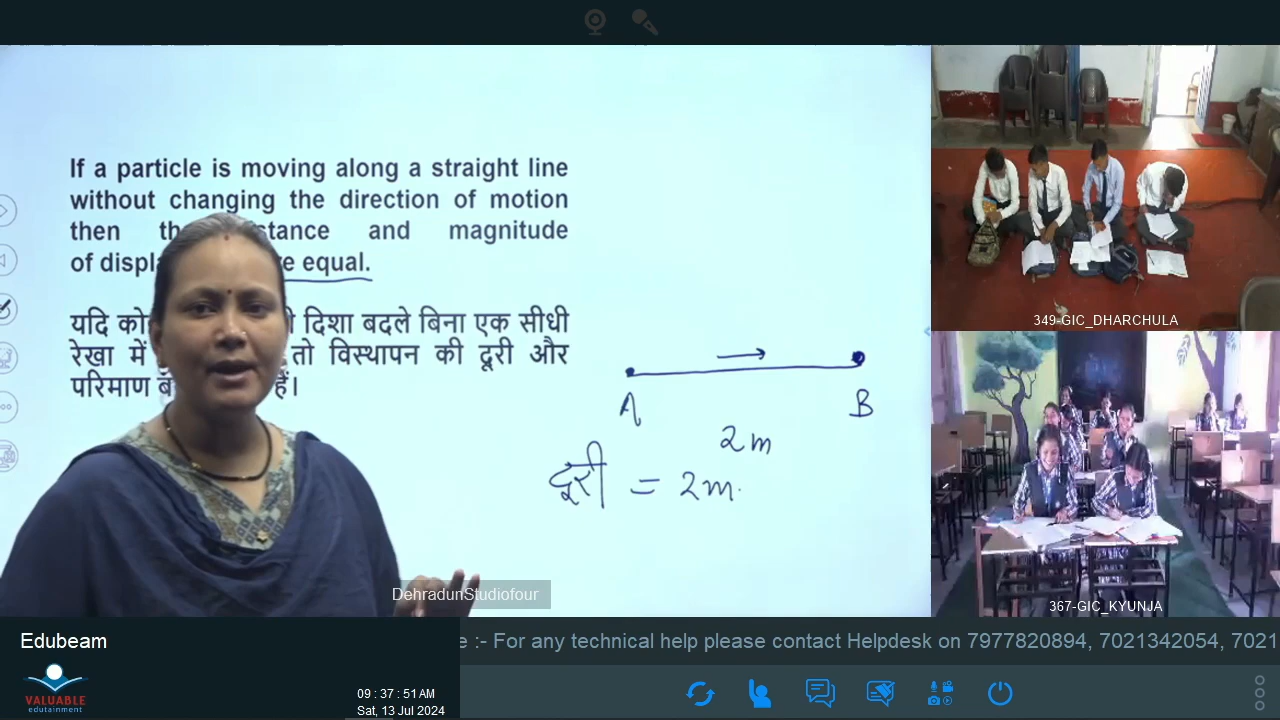 If a particle is moving along a straight line
without changing the direction of motion
then th stance and magnitude
of displa re equal.
यदि को ी दिशा बदले बिना एक सीधी
रेखा में तो विस्थापन की दूरी और
परिमाण ब हैं।
A B
2m
दूरी = 2m.
DehradunStudiofour
349-GIC_DHARCHULA
367-GIC_KYUNJA
Edubeam
e :- For any technical help please contact Helpdesk on 7977820894, 7021342054, 7021
VALUABLE
edutainment
09 : 37 : 51 AM
Sat, 13 Jul 2024